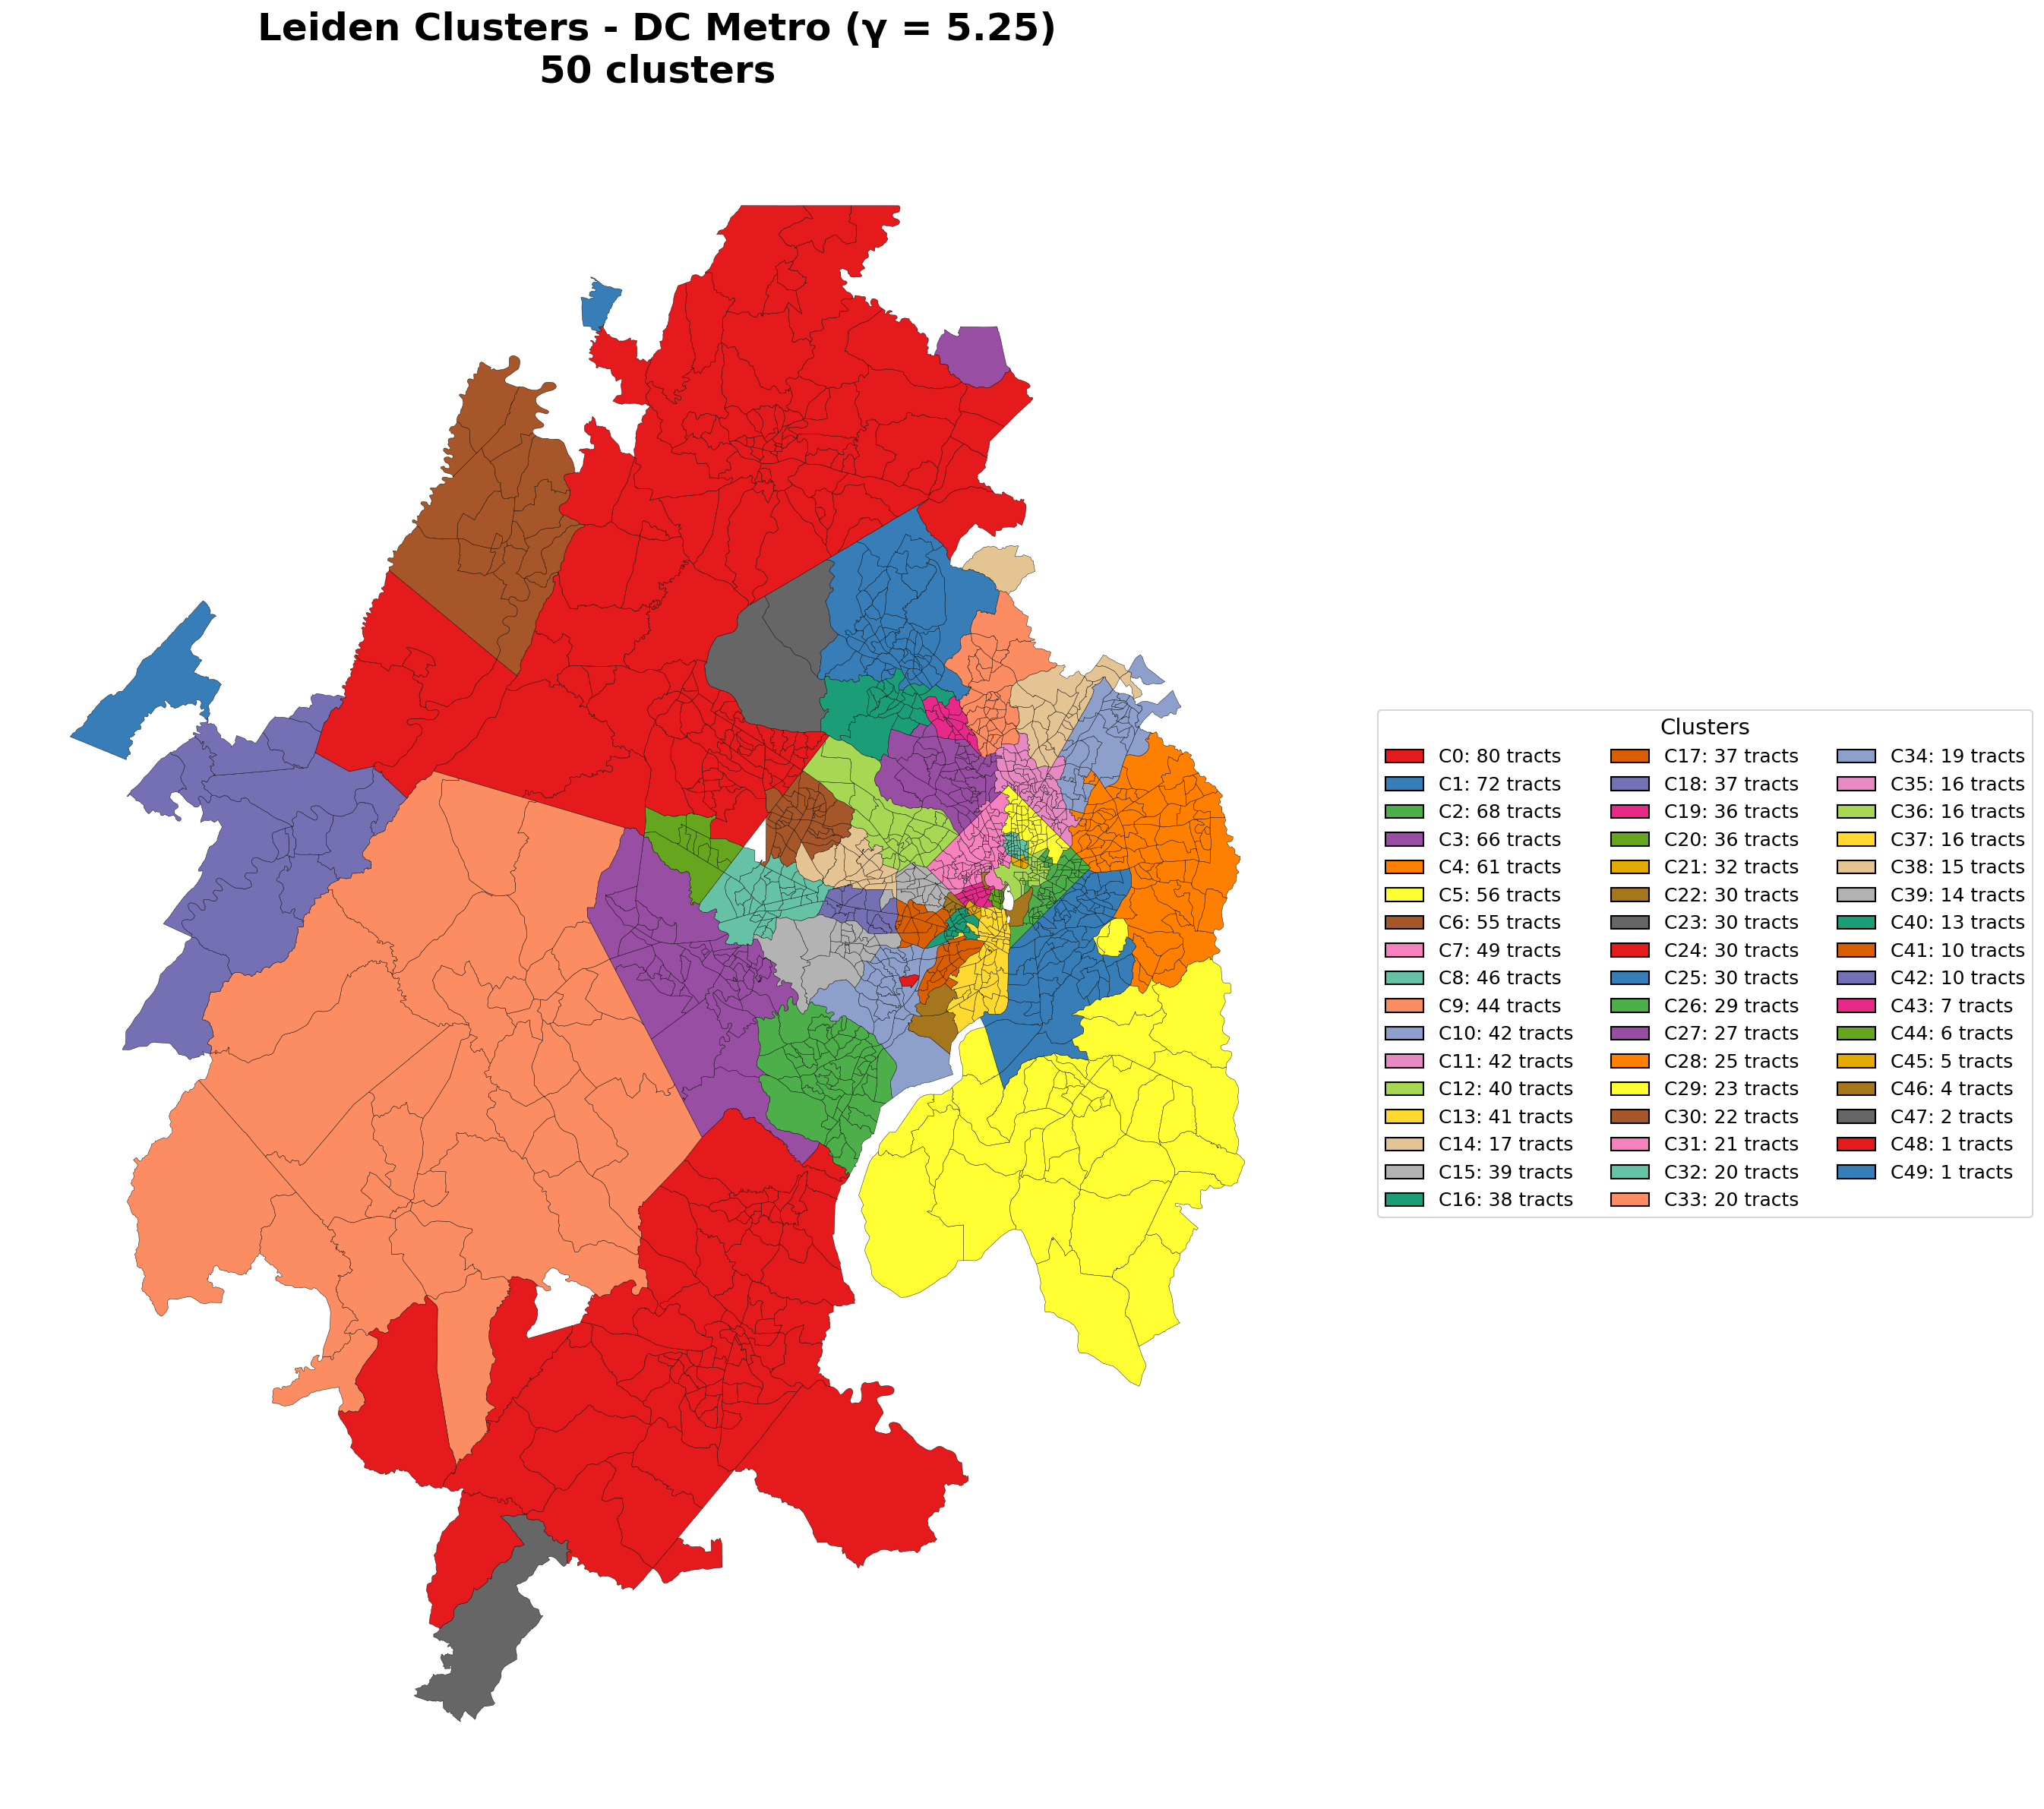 Leiden Clusters - DC Metro (γ = 5.25)
50 clusters
Clusters
C0: 80 tracts
C1: 72 tracts
C2: 68 tracts
C3: 66 tracts
C4: 61 tracts
C5: 56 tracts
C6: 55 tracts
C7: 49 tracts
C8: 46 tracts
C9: 44 tracts
C10: 42 tracts
C11: 42 tracts
C12: 40 tracts
C13: 41 tracts
C14: 17 tracts
C15: 39 tracts
C16: 38 tracts
C17: 37 tracts
C18: 37 tracts
C19: 36 tracts
C20: 36 tracts
C21: 32 tracts
C22: 30 tracts
C23: 30 tracts
C24: 30 tracts
C25: 30 tracts
C26: 29 tracts
C27: 27 tracts
C28: 25 tracts
C29: 23 tracts
C30: 22 tracts
C31: 21 tracts
C32: 20 tracts
C33: 20 tracts
C34: 19 tracts
C35: 16 tracts
C36: 16 tracts
C37: 16 tracts
C38: 15 tracts
C39: 14 tracts
C40: 13 tracts
C41: 10 tracts
C42: 10 tracts
C43: 7 tracts
C44: 6 tracts
C45: 5 tracts
C46: 4 tracts
C47: 2 tracts
C48: 1 tracts
C49: 1 tracts